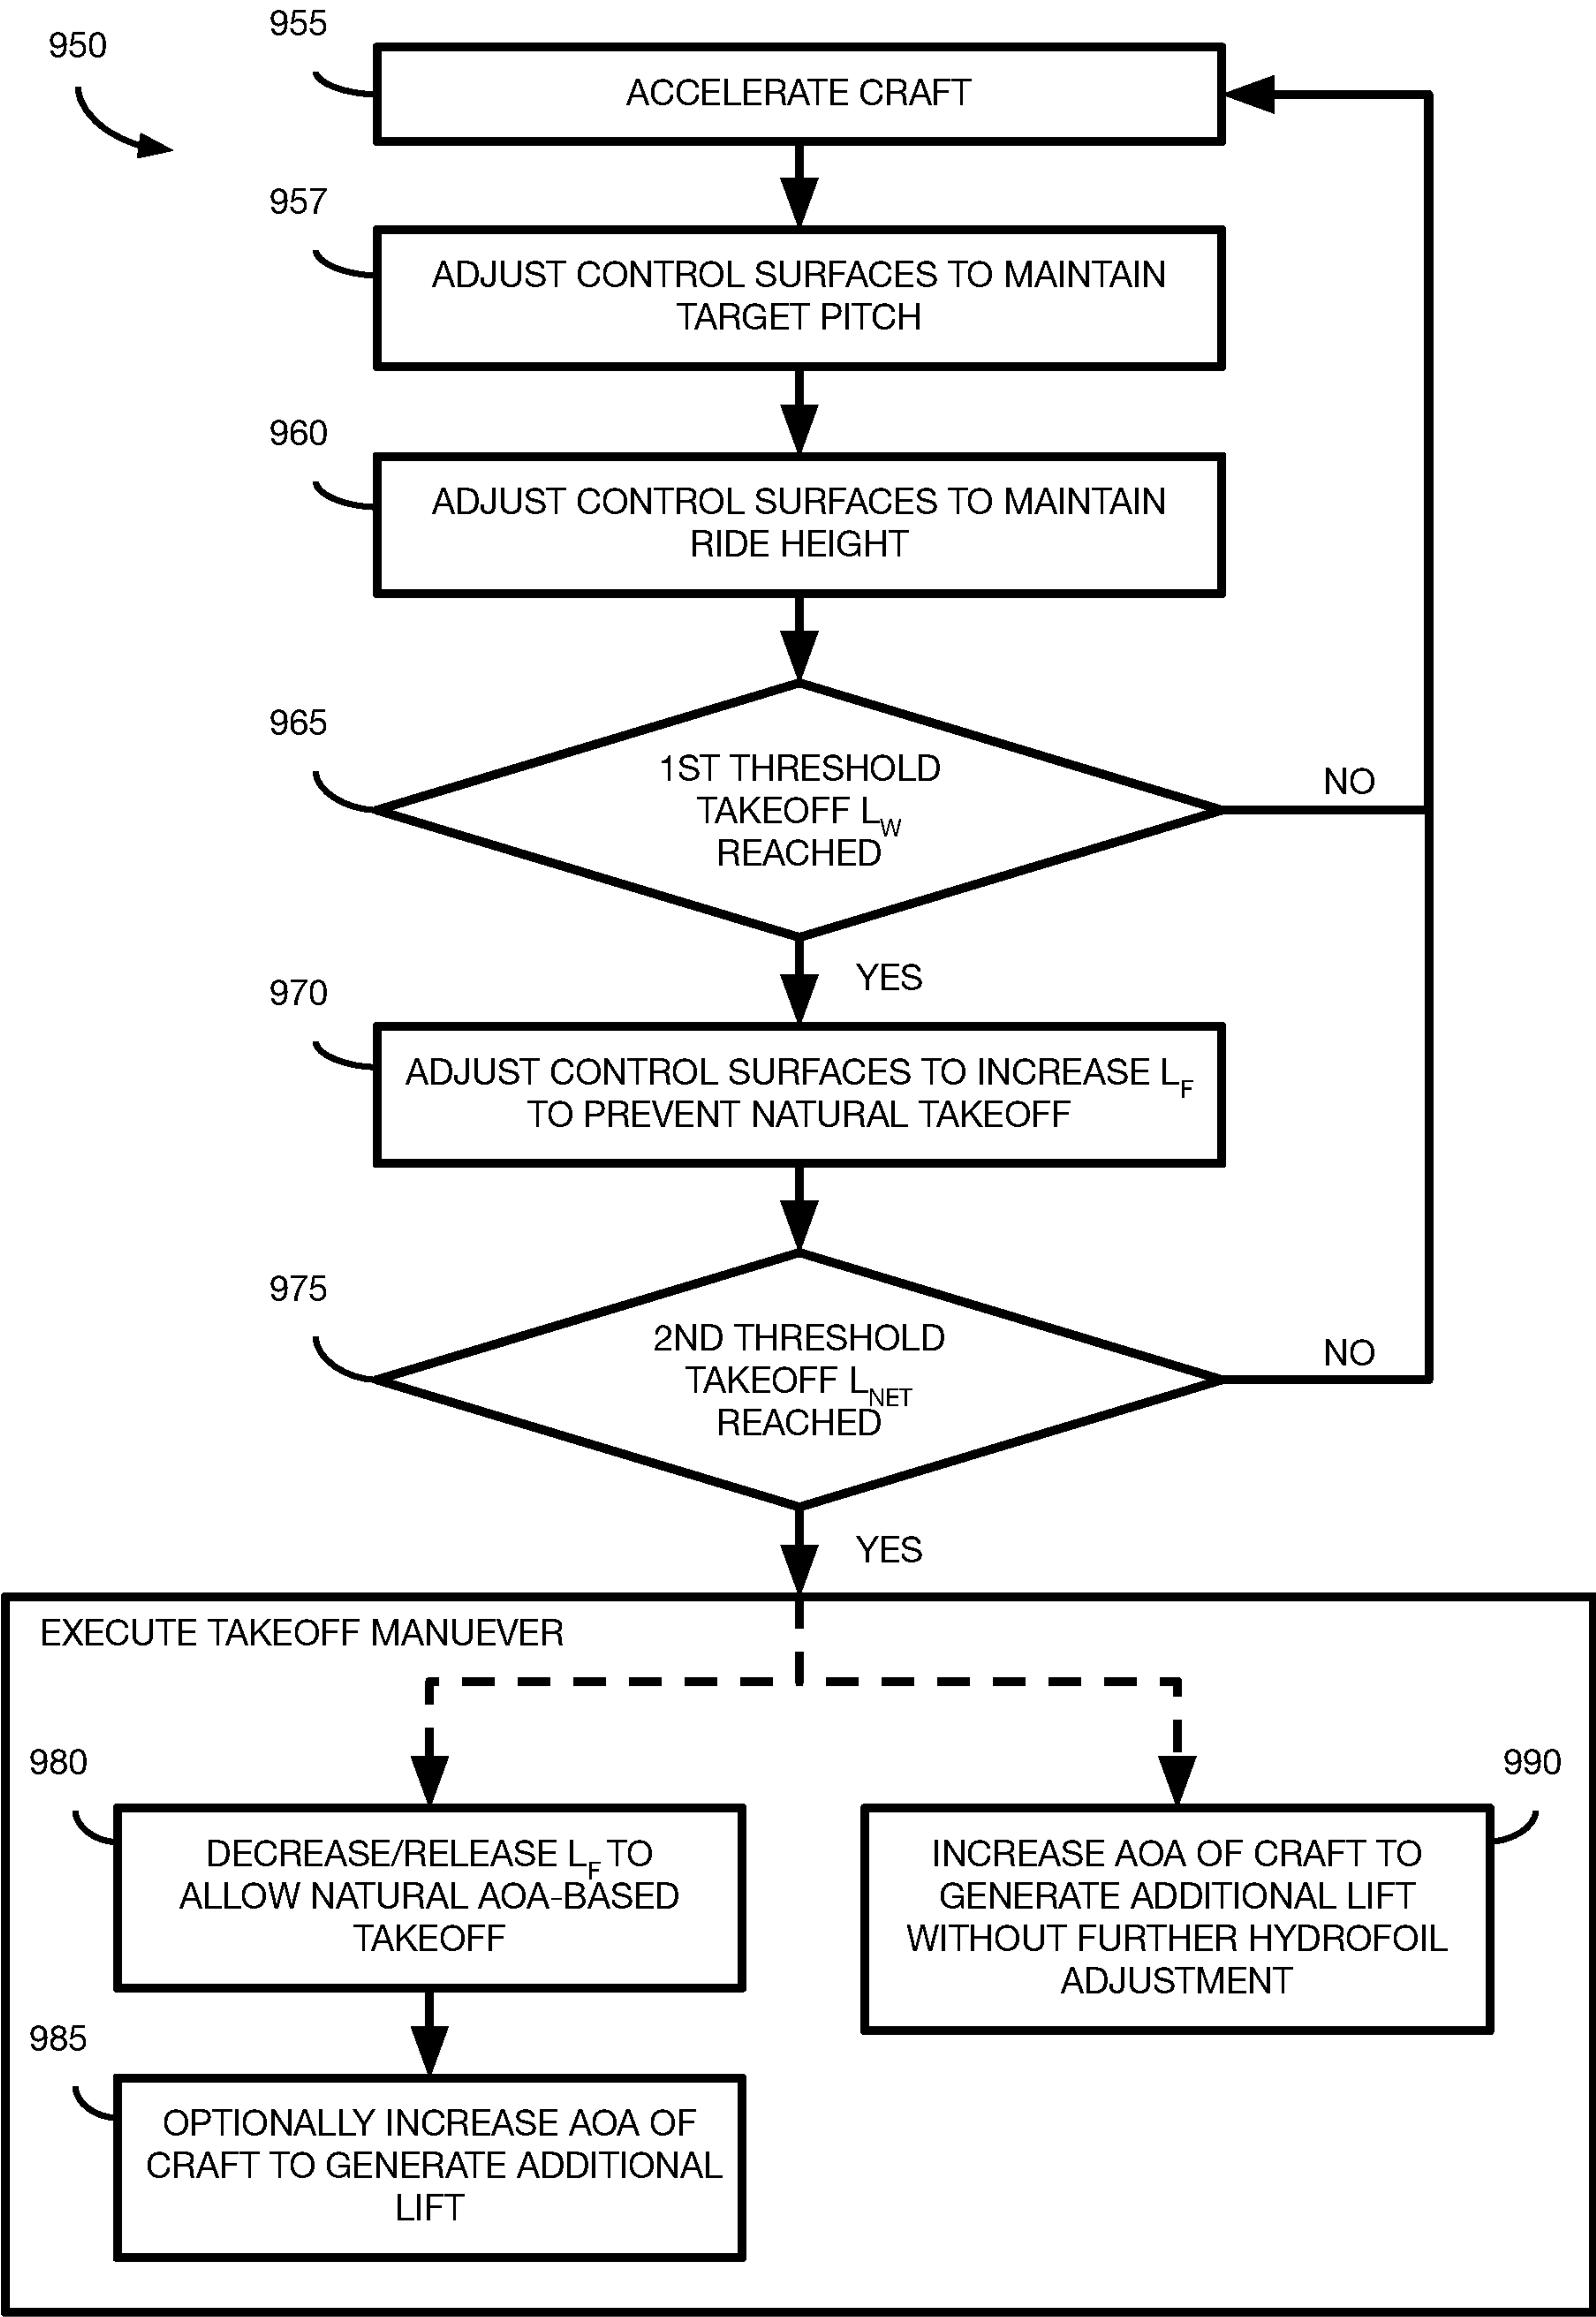 950
955
ACCELERATE CRAFT
957
ADJUST CONTROL SURFACES TO MAINTAIN
TARGET PITCH
960
ADJUST CONTROL SURFACES TO MAINTAIN
RIDE HEIGHT
965
1ST THRESHOLD
TAKEOFF LW
REACHED
NO
YES
970
ADJUST CONTROL SURFACES TO INCREASE LF
TO PREVENT NATURAL TAKEOFF
975
2ND THRESHOLD
TAKEOFF LNET
REACHED
NO
YES
EXECUTE TAKEOFF MANUEVER
980
DECREASE/RELEASE LF TO
ALLOW NATURAL AOA-BASED
TAKEOFF
985
OPTIONALLY INCREASE AOA OF
CRAFT TO GENERATE ADDITIONAL
LIFT
990
INCREASE AOA OF CRAFT TO
GENERATE ADDITIONAL LIFT
WITHOUT FURTHER HYDROFOIL
ADJUSTMENT